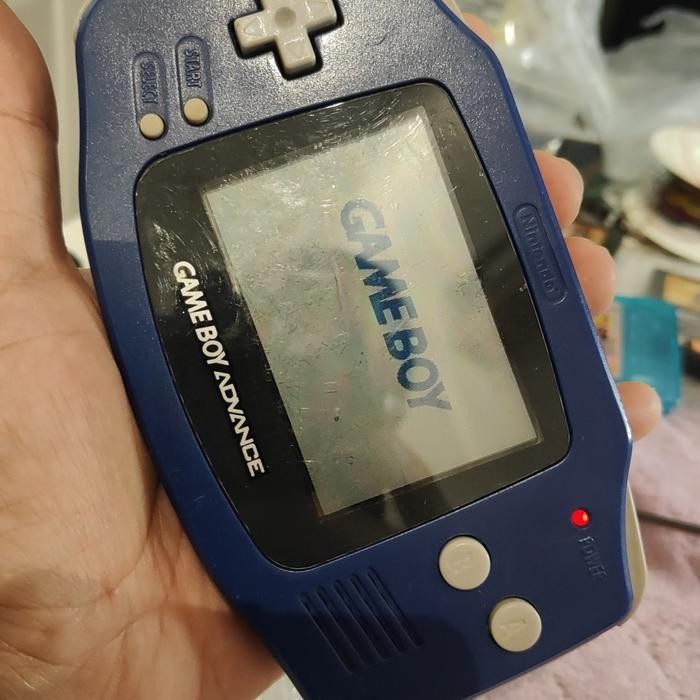 SELECT
START
Nintendo
GAME BOY
GAME BOY ADVANCE
POWER
B
A